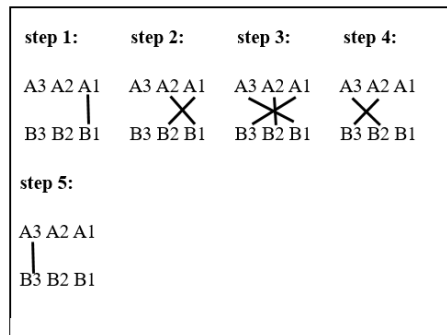 step 1: step 2: step 3: step 4:
A3 A2 A1 A3 A2 A1 A3 A2 A1 A3 A2 A1
B3 B2 B1 B3 B2 B1 B3 B2 B1 B3 B2 B1
step 5:
A3 A2 A1
B3 B2 B1